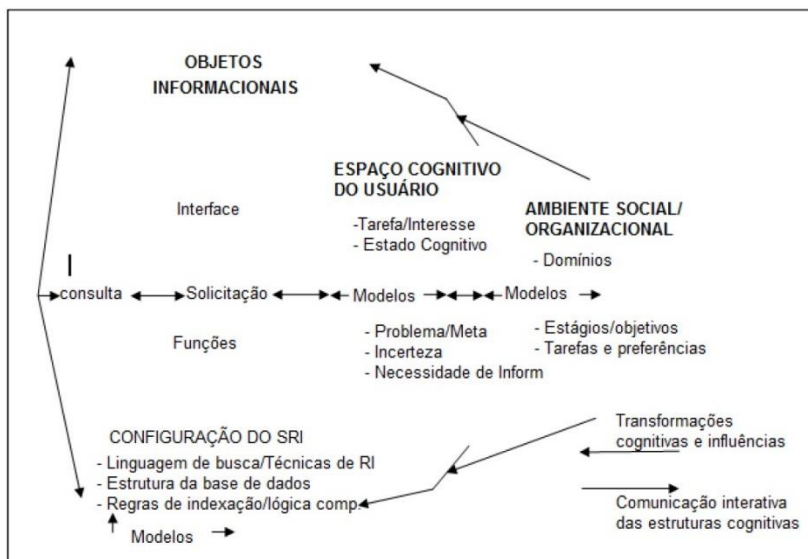 OBJETOS
INFORMACIONAIS
ESPAÇO COGNITIVO
DO USUÁRIO
Interface
-Tarefa/Interesse
- Estado Cognitivo
AMBIENTE SOCIAL/
ORGANIZACIONAL
- Domínios
consulta
Solicitação
Modelos
Modelos
Funções
- Problema/Meta
- Incerteza
- Necessidade de Inform
- Estágios/objetivos
- Tarefas e preferências
CONFIGURAÇÃO DO SRI
- Linguagem de busca/Técnicas de RI
- Estrutura da base de dados
- Regras de indexação/lógica comp.
Modelos
Transformações
cognitivas e influências
Comunicação interativa
das estruturas cognitivas